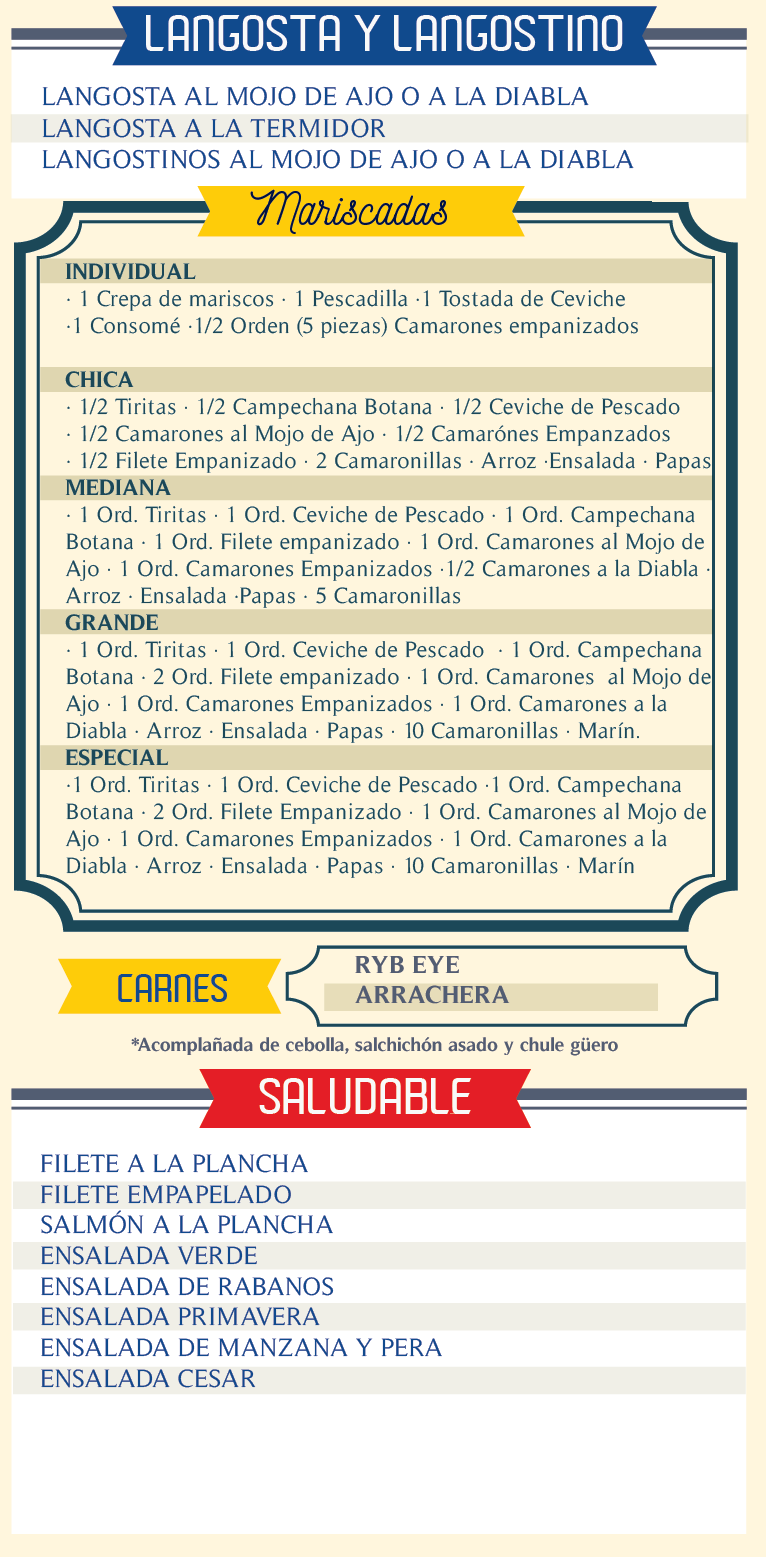 LANGOSTA Y LANGOSTINO
LANGOSTA AL MOJO DE AJO O A LA DIABLA
LANGOSTA A LA TERMIDOR
LANGOSTINOS AL MOJO DE AJO O A LA DIABLA
Mariscadas
INDIVIDUAL
· 1 Crepa de mariscos · 1 Pescadilla ·1 Tostada de Ceviche
·1 Consomé ·1/2 Orden (5 piezas) Camarones empanizados
CHICA
· 1/2 Tiritas · 1/2 Campechana Botana · 1/2 Ceviche de Pescado
· 1/2 Camarones al Mojo de Ajo · 1/2 Camarónes Empanzados
· 1/2 Filete Empanizado · 2 Camaronillas · Arroz ·Ensalada · Papas
MEDIANA
· 1 Ord. Tiritas · 1 Ord. Ceviche de Pescado · 1 Ord. Campechana
Botana · 1 Ord. Filete empanizado · 1 Ord. Camarones al Mojo de
Ajo · 1 Ord. Camarones Empanizados ·1/2 Camarones a la Diabla ·
Arroz · Ensalada ·Papas · 5 Camaronillas
GRANDE
· 1 Ord. Tiritas · 1 Ord. Ceviche de Pescado · 1 Ord. Campechana
Botana · 2 Ord. Filete empanizado · 1 Ord. Camarones al Mojo de
Ajo · 1 Ord. Camarones Empanizados · 1 Ord. Camarones a la
Diabla · Arroz · Ensalada · Papas · 10 Camaronillas · Marín.
ESPECIAL
·1 Ord. Tiritas · 1 Ord. Ceviche de Pescado ·1 Ord. Campechana
Botana · 2 Ord. Filete Empanizado · 1 Ord. Camarones al Mojo de
Ajo · 1 Ord. Camarones Empanizados · 1 Ord. Camarones a la
Diabla · Arroz · Ensalada · Papas · 10 Camaronillas · Marín
CARNES
RYB EYE
ARRACHERA
*Acomplañada de cebolla, salchichón asado y chule güero
SALUDABLE
FILETE A LA PLANCHA
FILETE EMPAPELADO
SALMÓN A LA PLANCHA
ENSALADA VERDE
ENSALADA DE RABANOS
ENSALADA PRIMAVERA
ENSALADA DE MANZANA Y PERA
ENSALADA CESAR